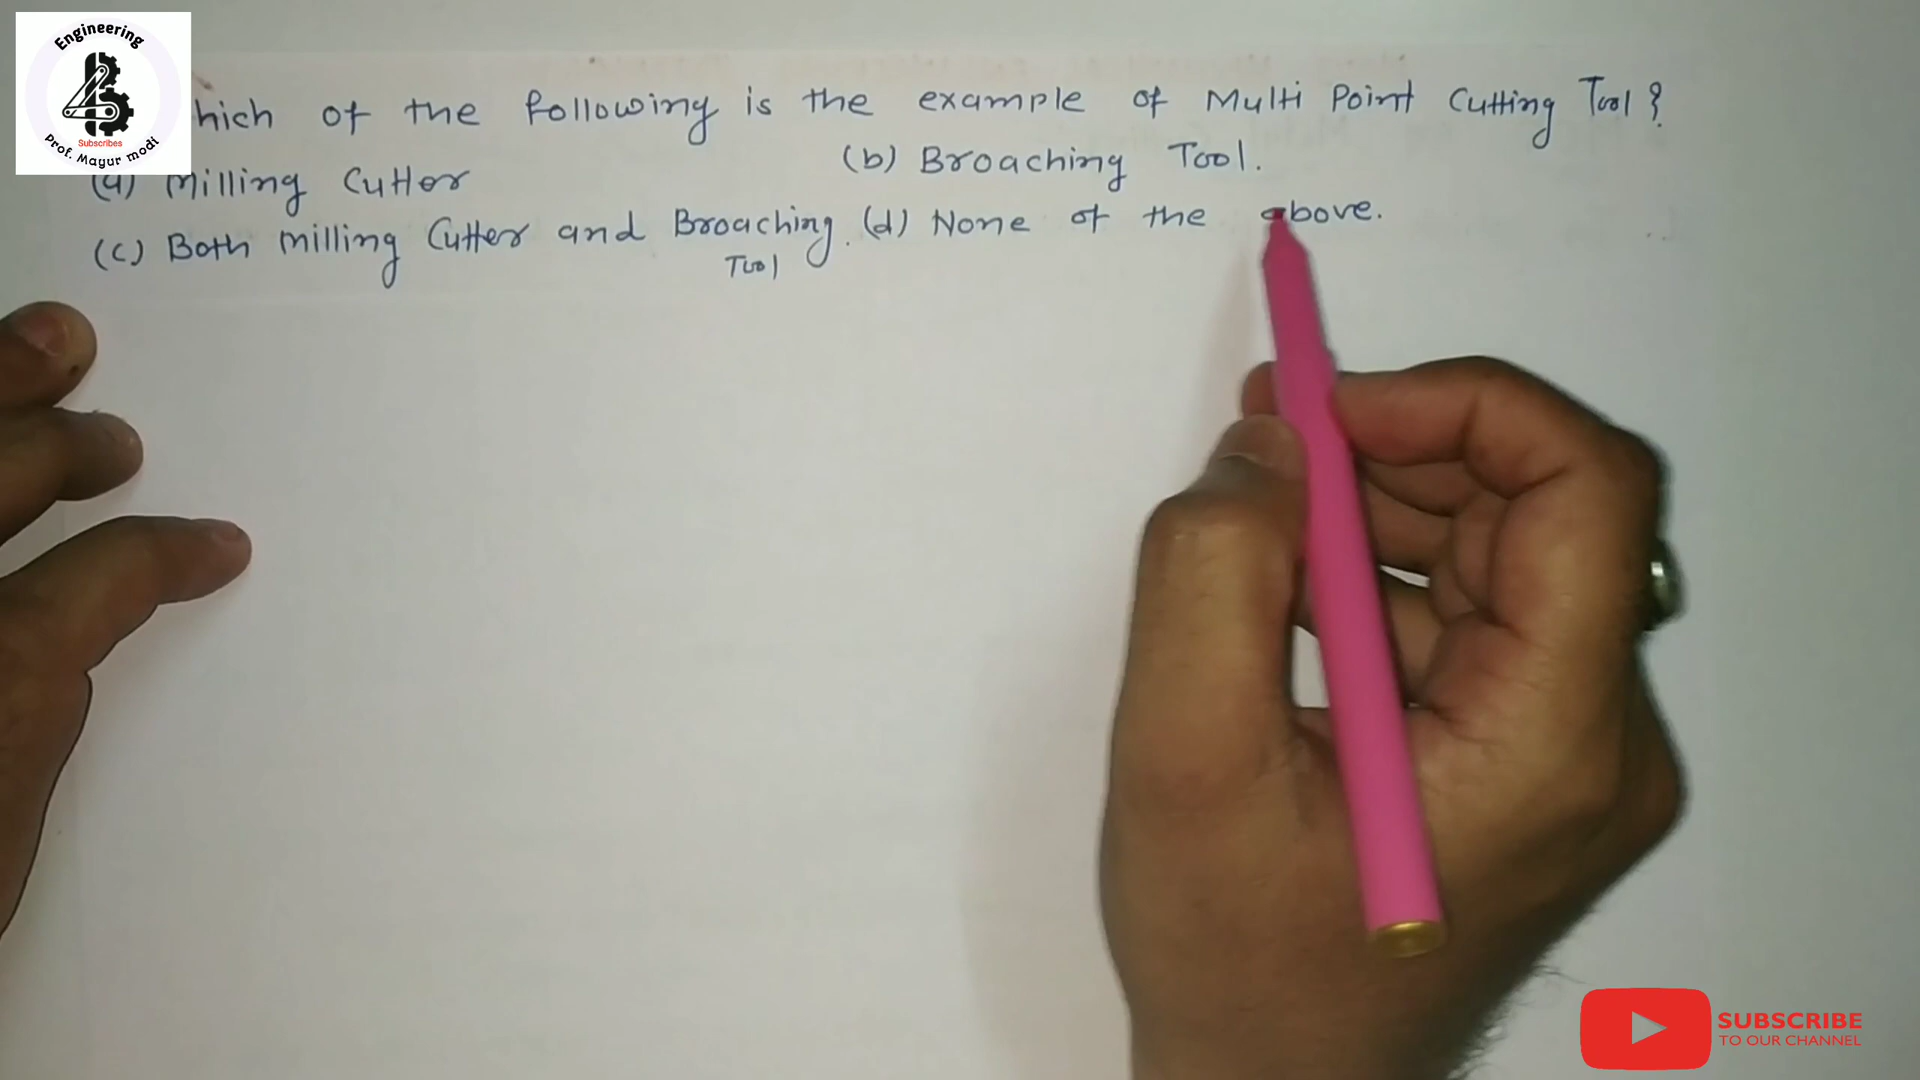 Engineering
Subscribes
Prof. Mayur modi
hich of the following is the example of Multi Point Cutting Tool?
(a) Milling Cutter
(b) Broaching Tool.
(c) Both Milling Cutter and Broaching. (d) None of the above.
Tool
SUBSCRIBE
TO OUR CHANNEL